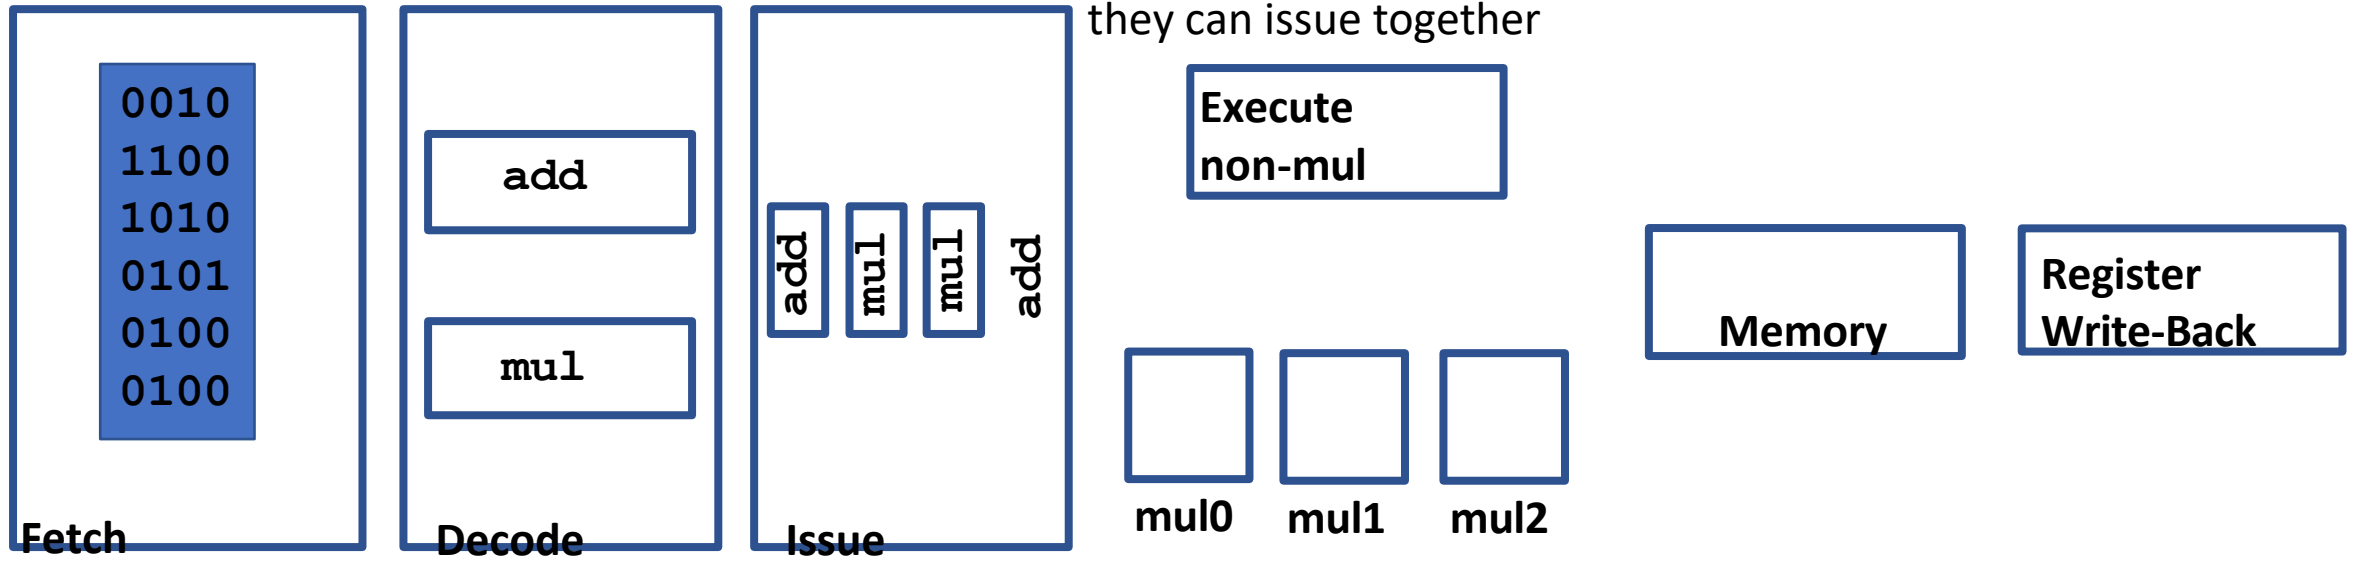 they can issue together
0010
1100
1010
0101
0100
0100
Fetch
add
mul
Decode
add
mul
mul
add
Issue
Execute
non-mul
mul0
mul1
mul2
Memory
Register
Write-Back